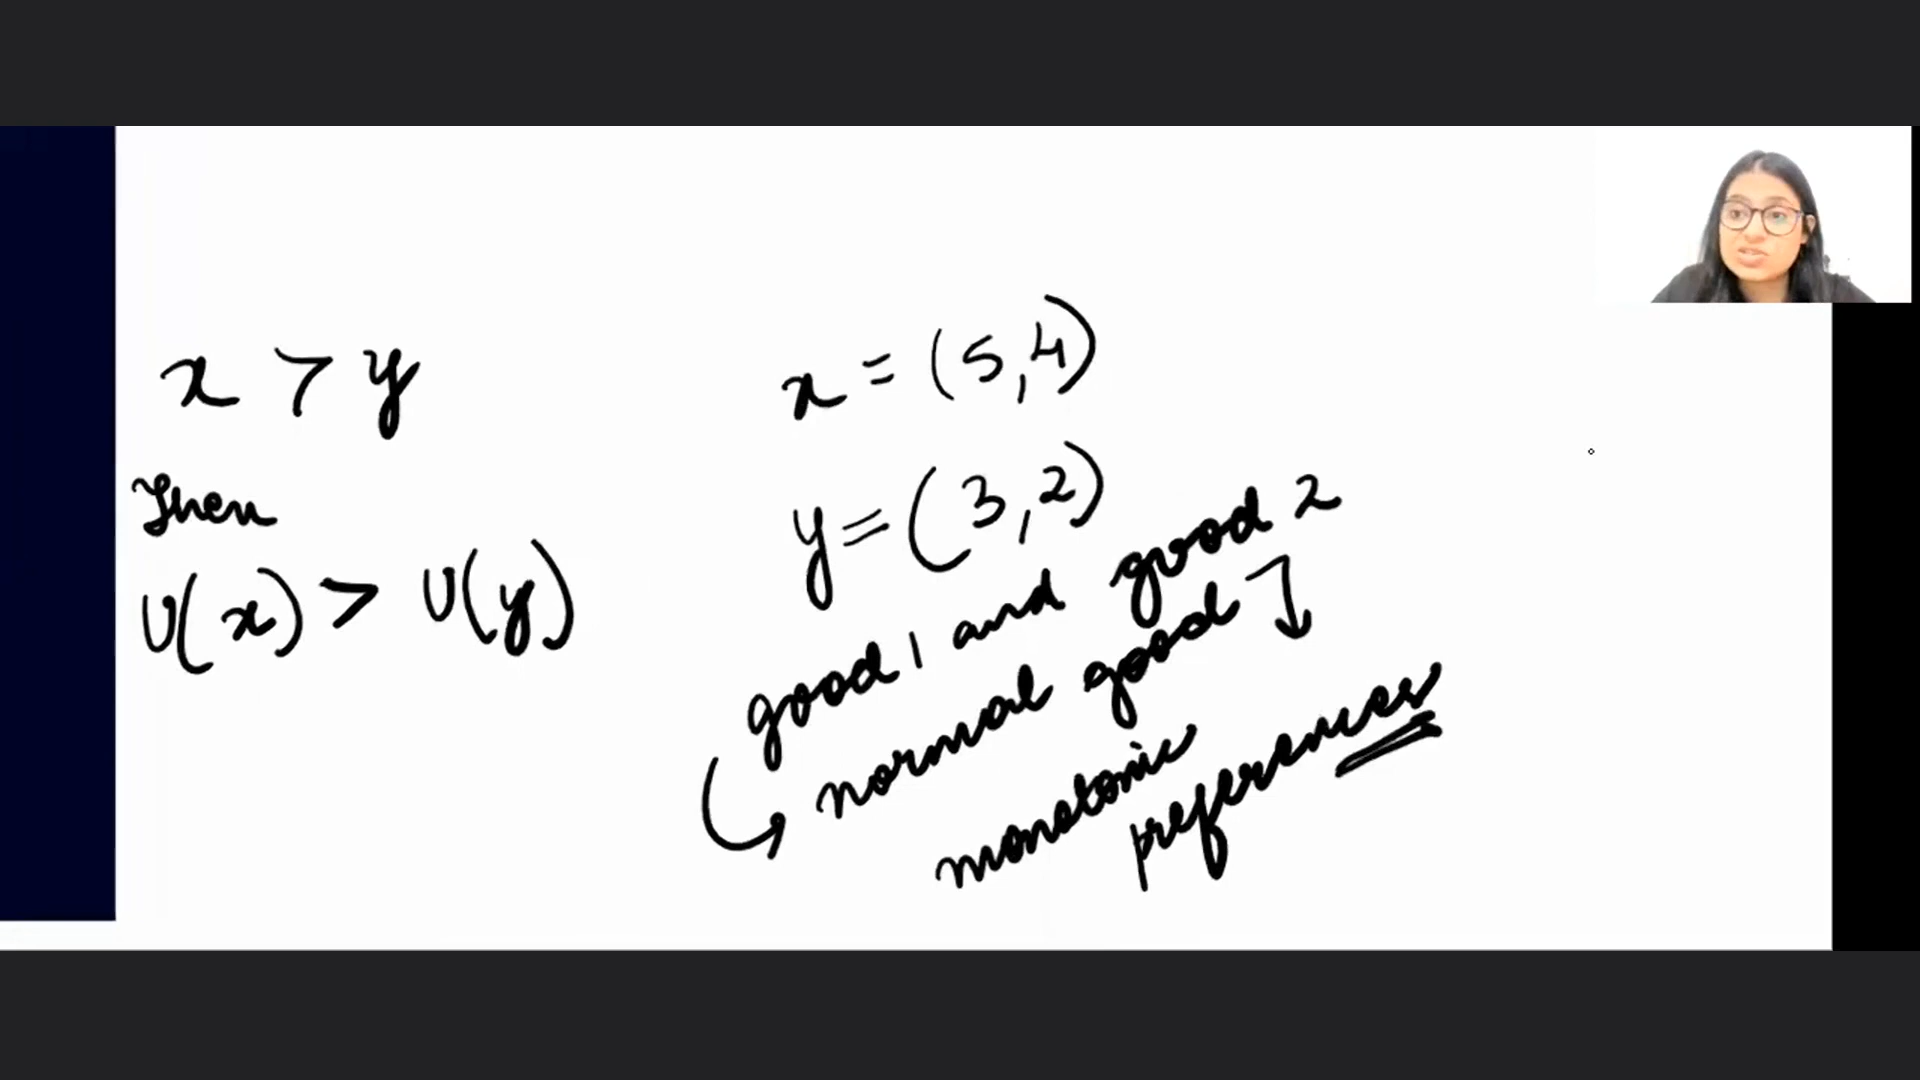 x > y
Then
U(x) > U(y)
x = (5,4)
y = (3,2)
good 1 and good 2
normal good
monotonic
preferences